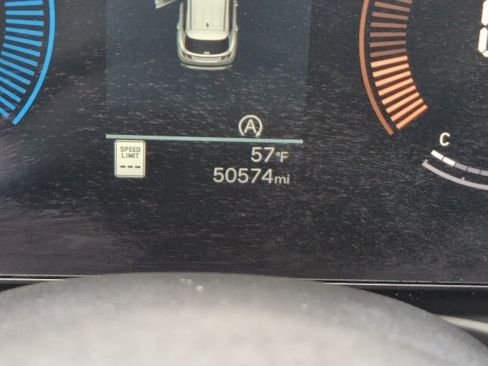 A
C
SPEED
LIMIT
---
57°F
50574mi